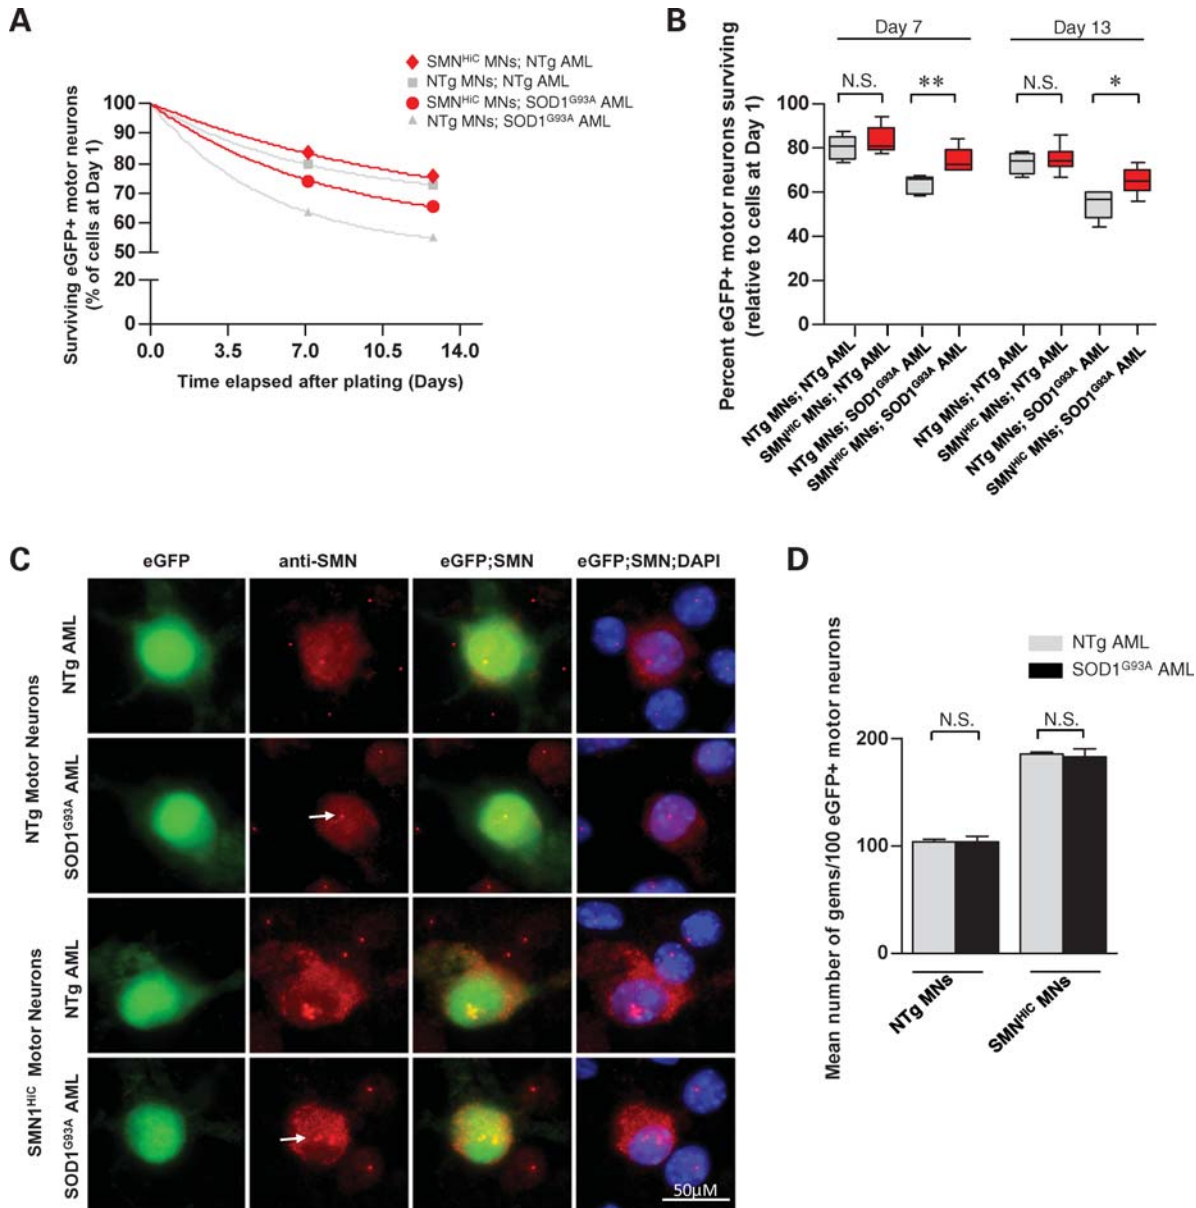 A
Surviving eGFP+ motor neurons
(% of cells at Day 1)
100
90
80
70
60
50
20
0
0.0 3.5 7.0 10.5 14.0
Time elapsed after plating (Days)
SMNHiC MNs; NTg AML
NTg MNs; NTg AML
SMNHiC MNs; SOD1G93A AML
NTg MNs; SOD1G93A AML
B
Day 7 Day 13
N.S. ** N.S. *
Percent eGFP+ motor neurons surviving
(relative to cells at Day 1)
100
80
60
40
20
0
NTg MNs; NTg AML
SMNHiC MNs; NTg AML
NTg MNs; SOD1G93A AML
SMNHiC MNs; SOD1G93A AML
NTg MNs; NTg AML
SMNHiC MNs; NTg AML
NTg MNs; SOD1G93A AML
SMNHiC MNs; SOD1G93A AML
C
eGFP anti-SMN eGFP;SMN eGFP;SMN;DAPI
NTg Motor Neurons
NTg AML
SOD1G93A AML
SMN1HiC Motor Neurons
NTg AML
SOD1G93A AML
50µM
D
NTg AML
SOD1G93A AML
Mean number of gems/100 eGFP+ motor neurons
N.S. N.S.
200
100
0
NTg MNs
SMNHiC MNs